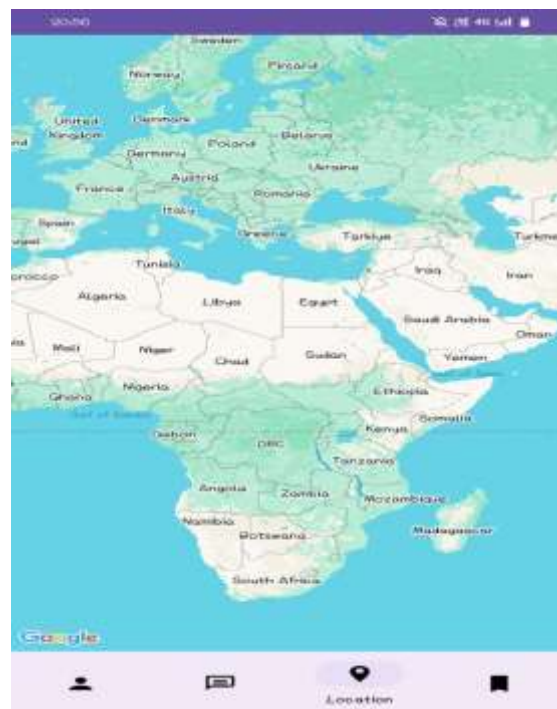 20:50
Sweden
Norway
Finland
United
Kingdom
Denmark
Belarus
Poland
Germany
Ukraine
Austria
France
Romania
Italy
Spain
Greece
Türkiye
Tunisia
Iraq
Iran
Algeria
Libya
Egypt
Saudi Arabia
Oman
Mali
Niger
Chad
Sudan
Yemen
Nigeria
Ethiopia
Ghana
Somalia
Gabon
DRC
Kenya
Tanzania
Angola
Zambia
Mozambique
Namibia
Madagascar
Botswana
South Africa
Google
Location